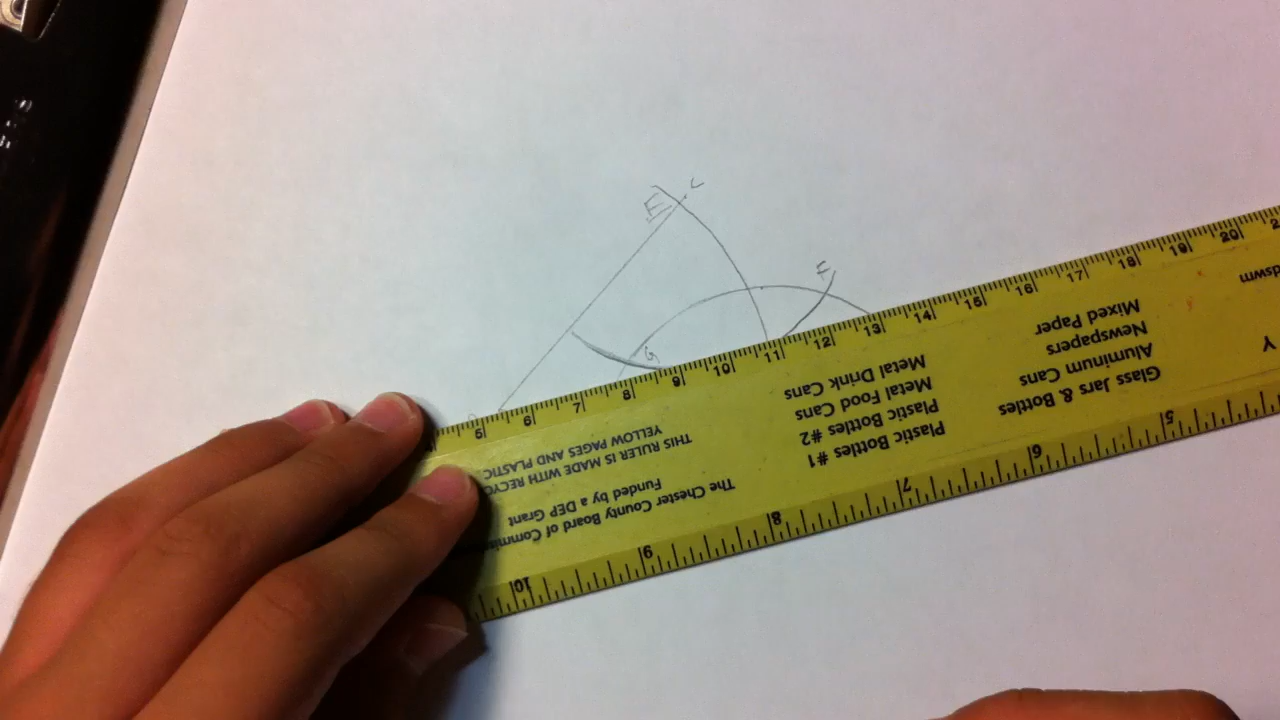 C
E
F
G
5 6 7 8 9 10 11 12 13 14 15 16 17 18 19 20
dswm
Y
Glass Jars & Bottles
Aluminum Cans
Newspapers
Mixed Paper
Plastic Bottles #1
Plastic Bottles #2
Metal Food Cans
Metal Drink Cans
The Chester County Board of Commis
Funded by a DEP Grant
THIS RULER IS MADE WITH RECYC
YELLOW PAGES AND PLASTIC
10 9 8 7 6 5